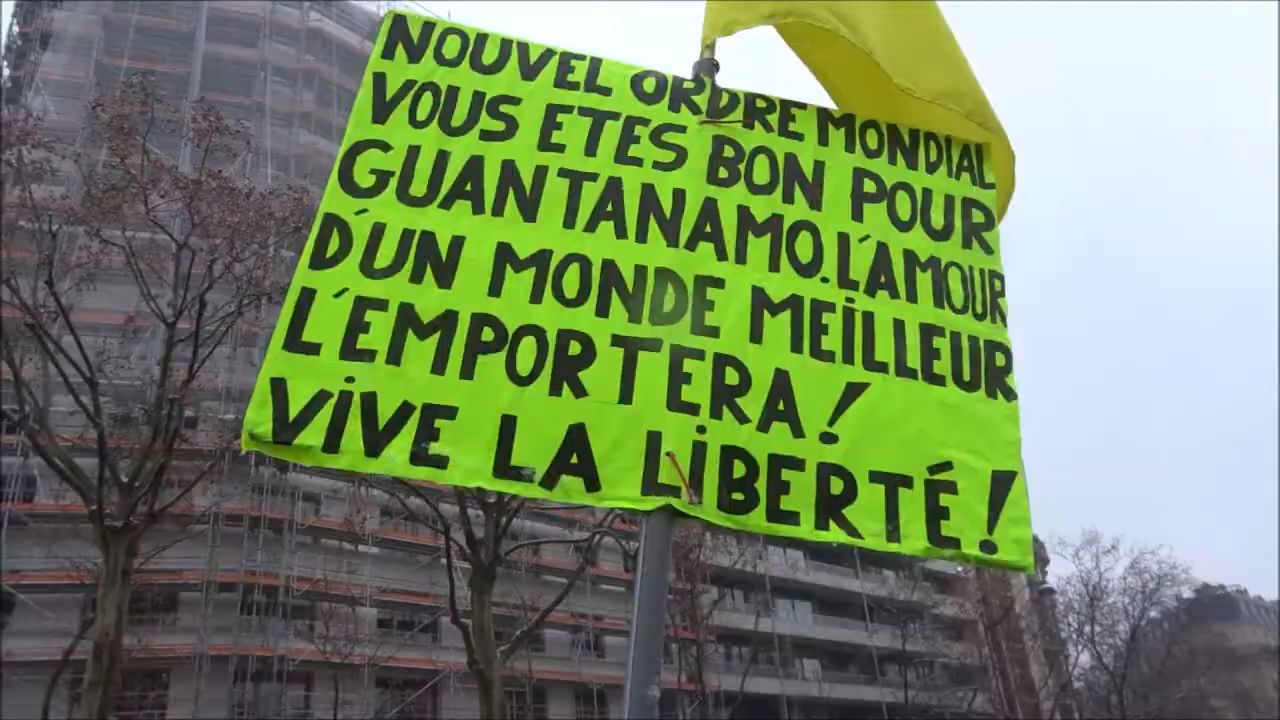 NOUVEL ORDRE MONDIAL
VOUS ETES BON POUR
GUANTANAMO. L'AMOUR
D'UN MONDE MEILLEUR
L'EMPORTERA !
VIVE LA LIBERTÉ !